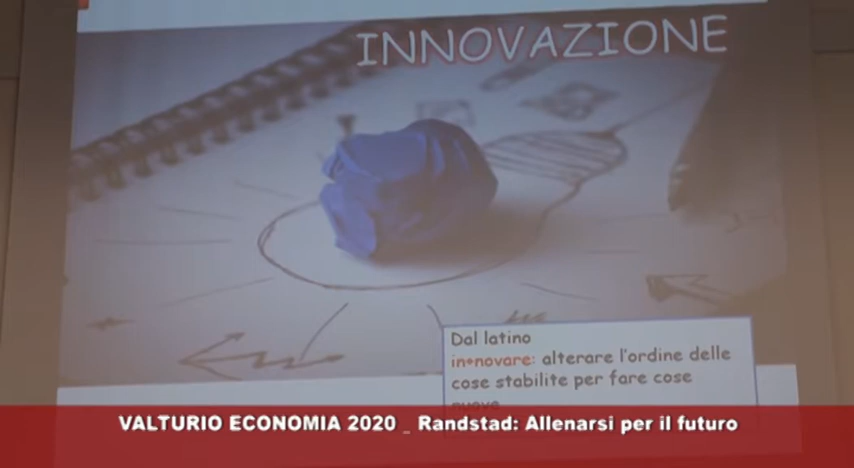 INNOVAZIONE
Dal latino
in+novare: alterare l'ordine delle
cose stabilite per fare cose
nuove
VALTURIO ECONOMIA 2020 _ Randstad: Allenarsi per il futuro